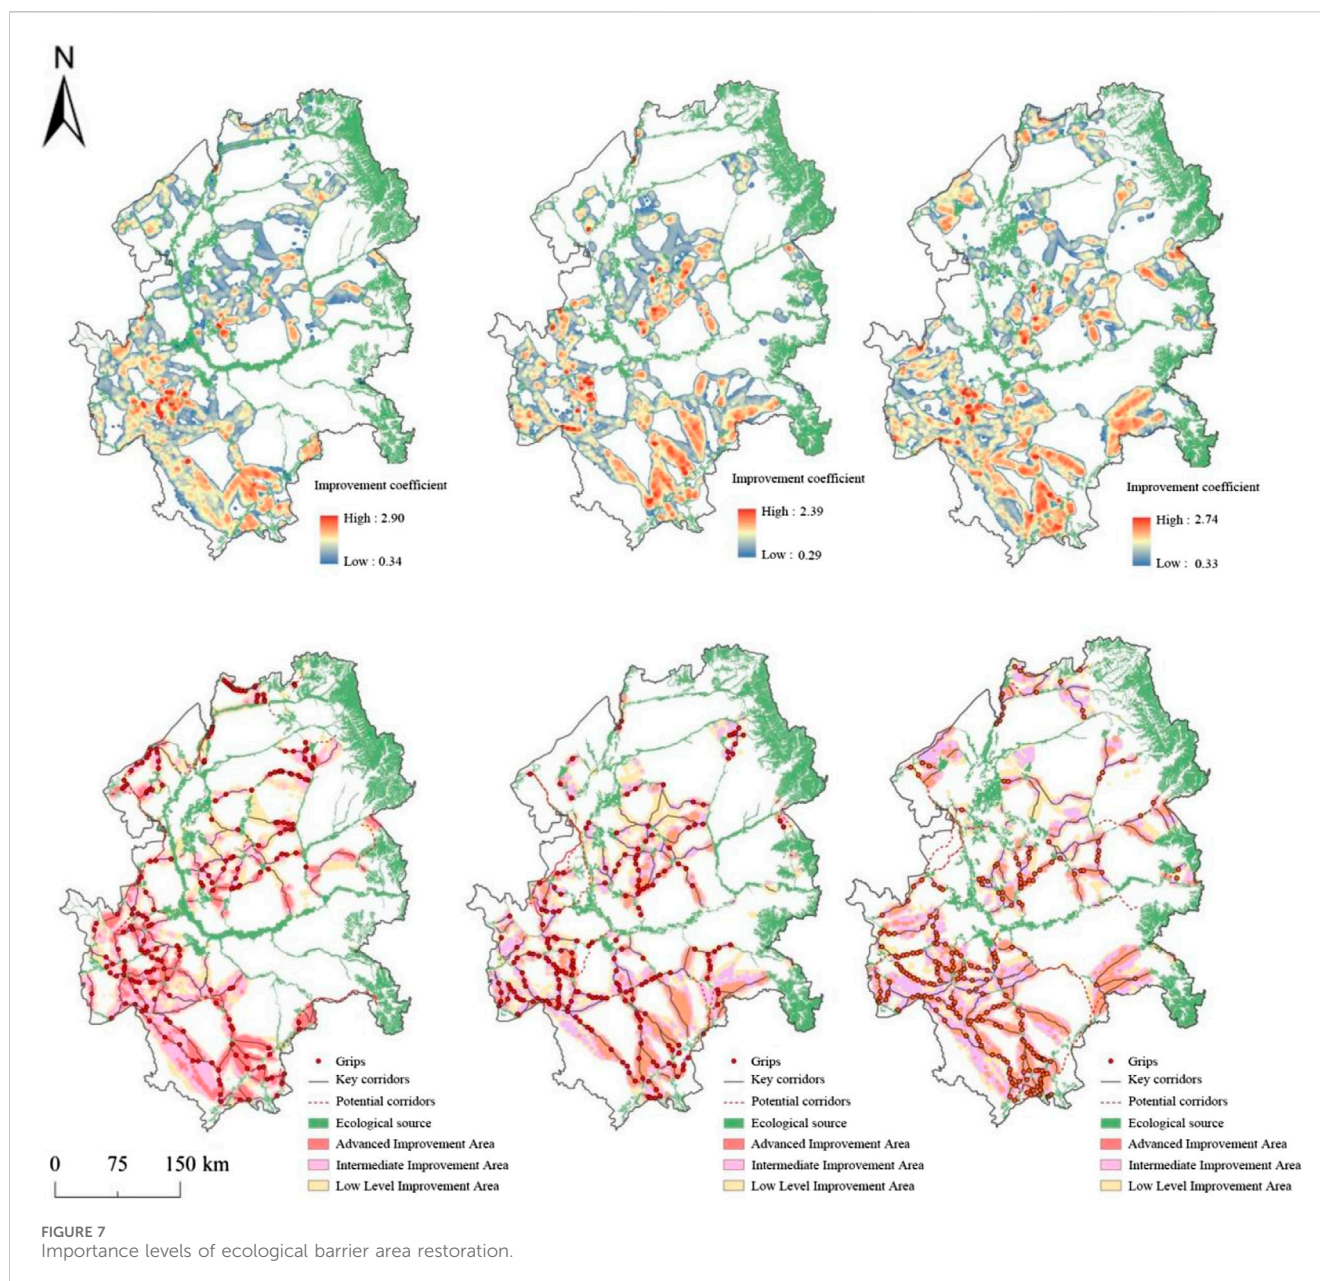 N
Improvement coefficient
High : 2.90
Low : 0.34
Improvement coefficient
High : 2.39
Low : 0.29
Improvement coefficient
High : 2.74
Low : 0.33
Grips
Key corridors
Potential corridors
Ecological source
Advanced Improvement Area
Intermediate Improvement Area
Low Level Improvement Area
Grips
Key corridors
Potential corridors
Ecological source
Advanced Improvement Area
Intermediate Improvement Area
Low Level Improvement Area
Grips
Key corridors
Potential corridors
Ecological source
Advanced Improvement Area
Intermediate Improvement Area
Low Level Improvement Area
0 75 150 km
FIGURE 7
Importance levels of ecological barrier area restoration.